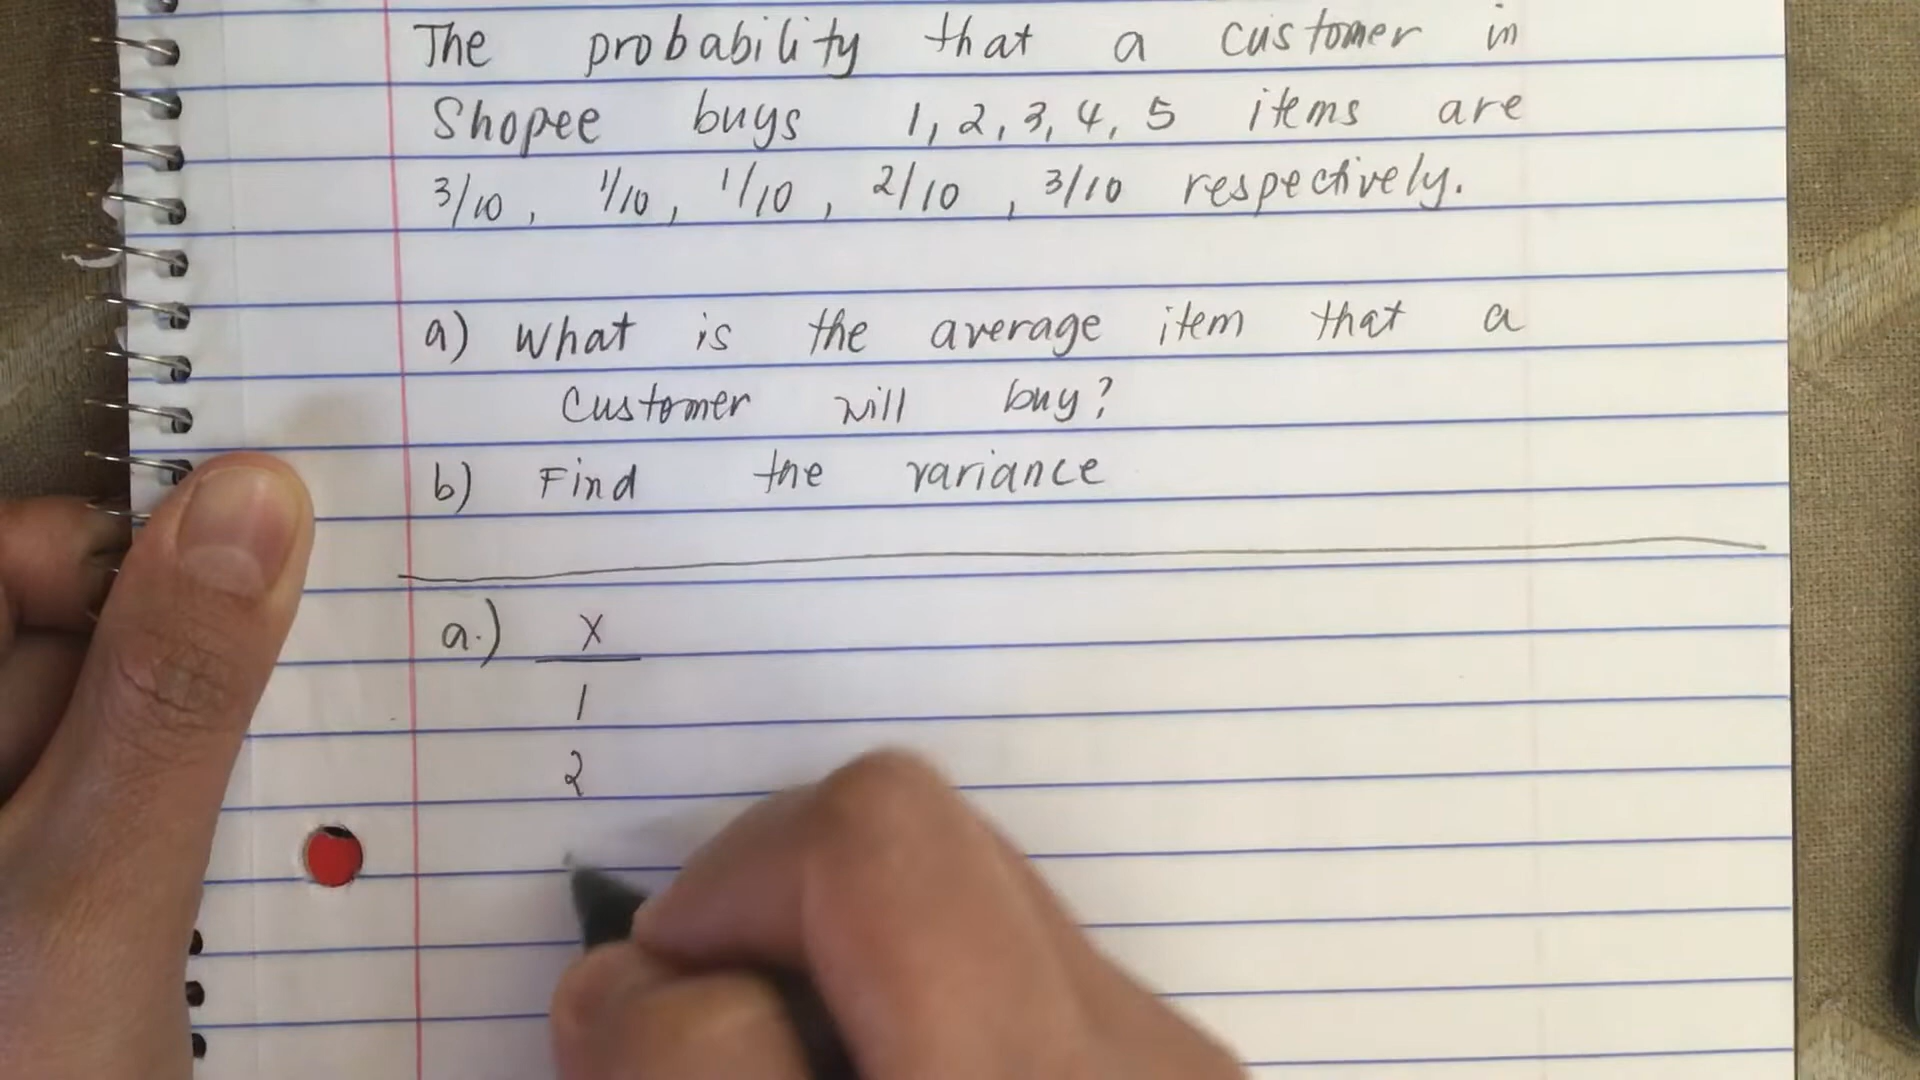 The probability that a customer in
Shopee buys 1, 2, 3, 4, 5 items are
3/10, 1/10, 1/10, 2/10, 3/10 respectively.
a) What is the average item that a
customer will buy?
b) Find the variance
a.) X
1
2